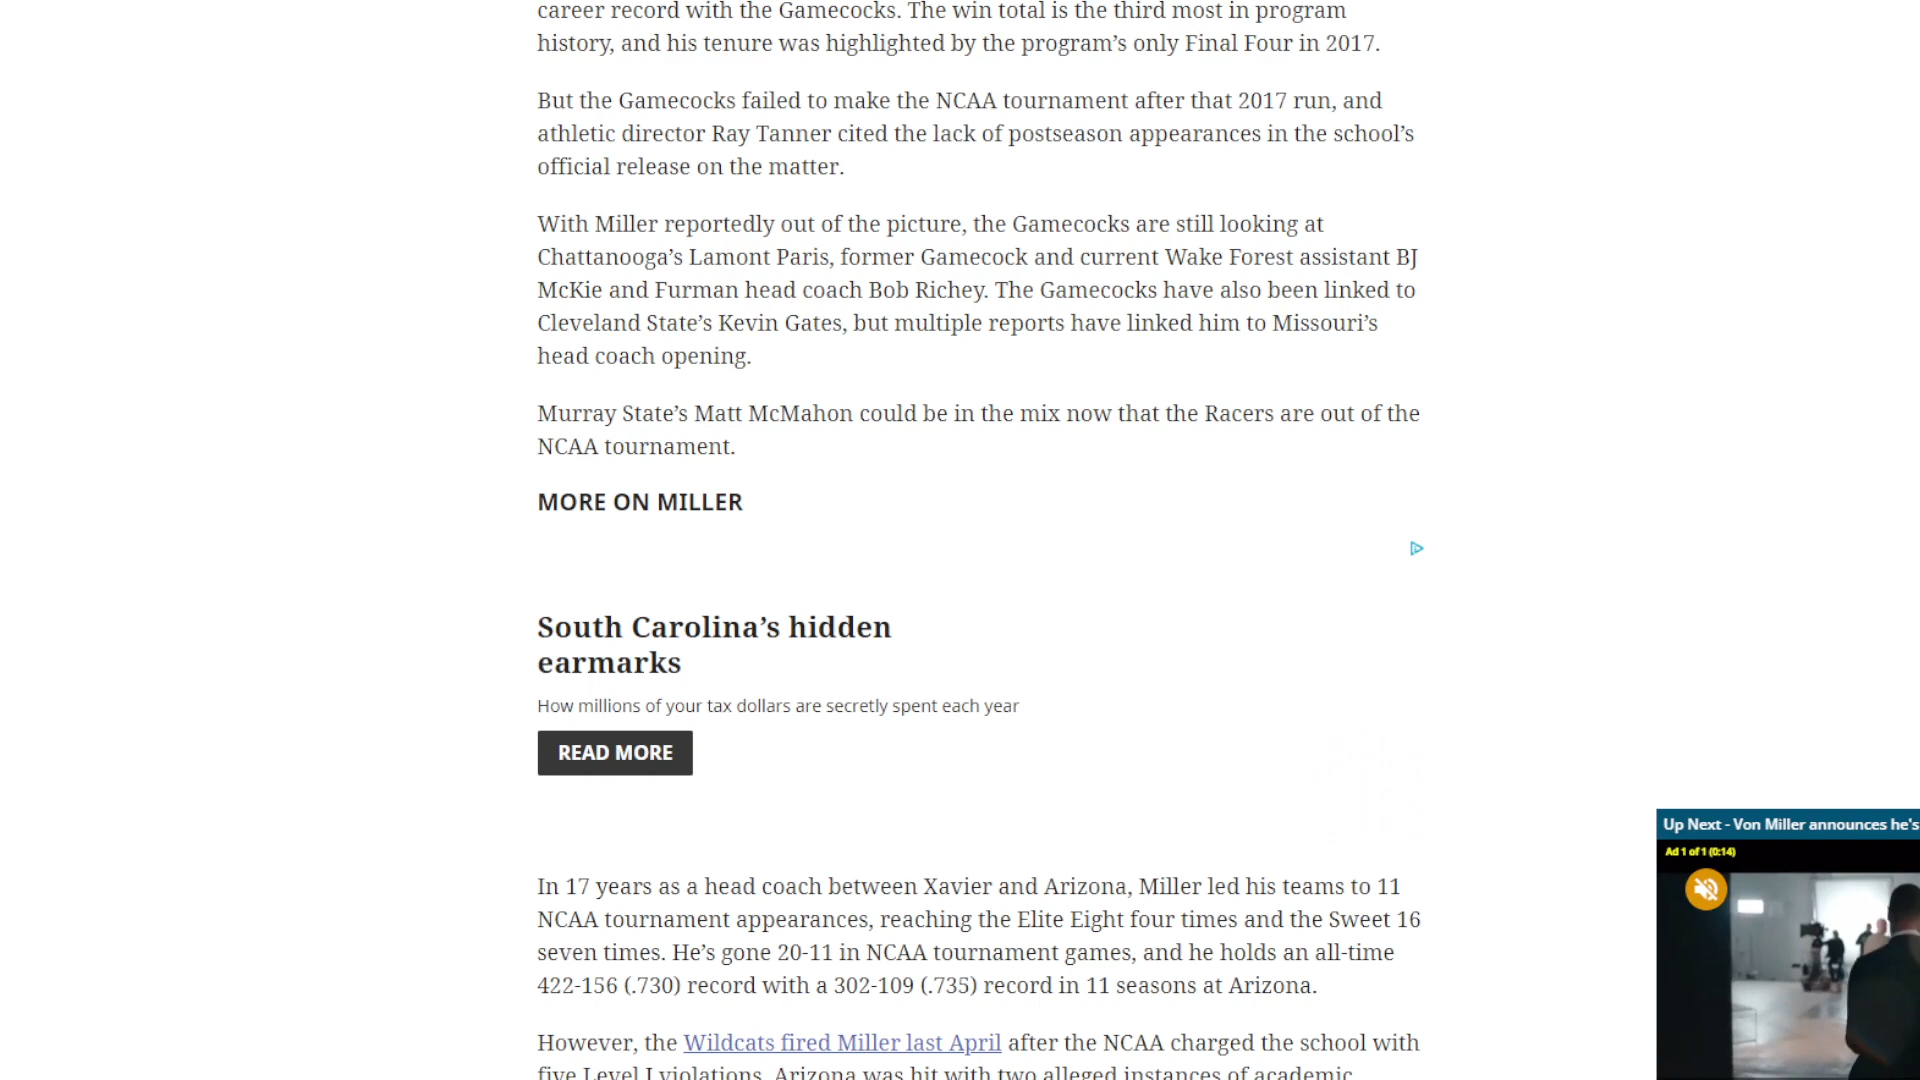 career record with the Gamecocks. The win total is the third most in program
history, and his tenure was highlighted by the program’s only Final Four in 2017.
But the Gamecocks failed to make the NCAA tournament after that 2017 run, and
athletic director Ray Tanner cited the lack of postseason appearances in the school’s
official release on the matter.
With Miller reportedly out of the picture, the Gamecocks are still looking at
Chattanooga’s Lamont Paris, former Gamecock and current Wake Forest assistant BJ
McKie and Furman head coach Bob Richey. The Gamecocks have also been linked to
Cleveland State’s Kevin Gates, but multiple reports have linked him to Missouri’s
head coach opening.
Murray State’s Matt McMahon could be in the mix now that the Racers are out of the
NCAA tournament.
MORE ON MILLER
South Carolina’s hidden
earmarks
How millions of your tax dollars are secretly spent each year
READ MORE
Up Next - Von Miller announces he's
Ad 1 of 1 (0:14)
In 17 years as a head coach between Xavier and Arizona, Miller led his teams to 11
NCAA tournament appearances, reaching the Elite Eight four times and the Sweet 16
seven times. He’s gone 20-11 in NCAA tournament games, and he holds an all-time
422-156 (.730) record with a 302-109 (.735) record in 11 seasons at Arizona.
However, the Wildcats fired Miller last April after the NCAA charged the school with
five Level I violations. Arizona was hit with two alleged instances of academic